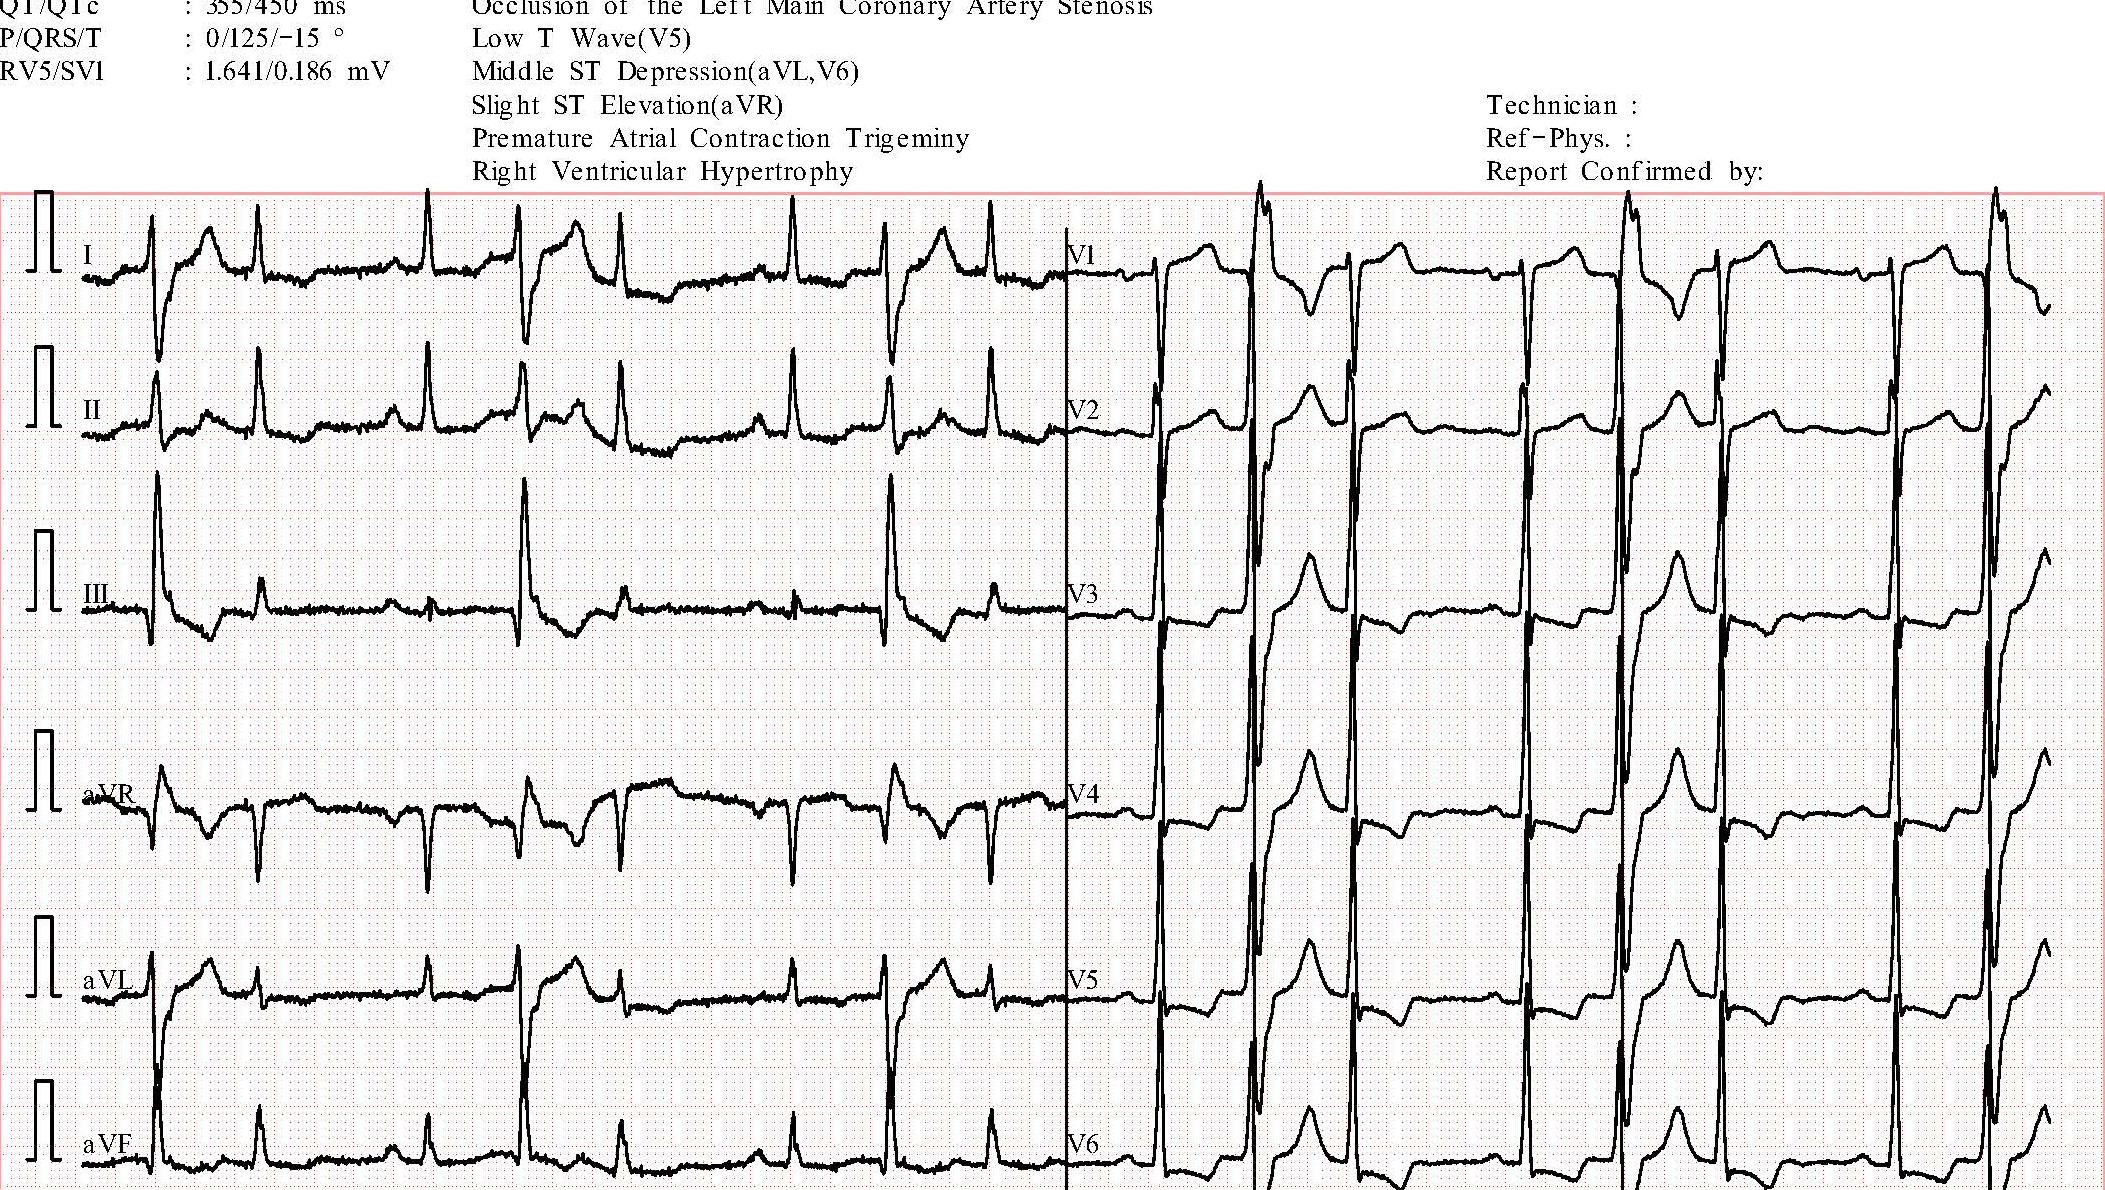 QT/QTc : 355/450 ms
P/QRS/T : 0/125/-15 °
RV5/SV1 : 1.641/0.186 mV
Occlusion of the Left Main Coronary Artery Stenosis
Low T Wave(V5)
Middle ST Depression(aVL,V6)
Slight ST Elevation(aVR)
Premature Atrial Contraction Trigeminy
Right Ventricular Hypertrophy
Technician :
Ref-Phys. :
Report Confirmed by:
I
II
III
aVR
aVL
aVF
V1
V2
V3
V4
V5
V6